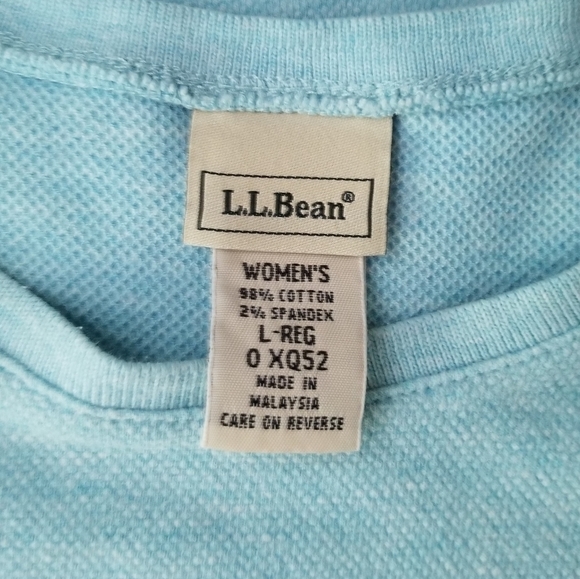 L.L.Bean®
WOMEN'S
98% COTTON
2% SPANDEX
L-REG
0 XQ52
MADE IN
MALAYSIA
CARE ON REVERSE